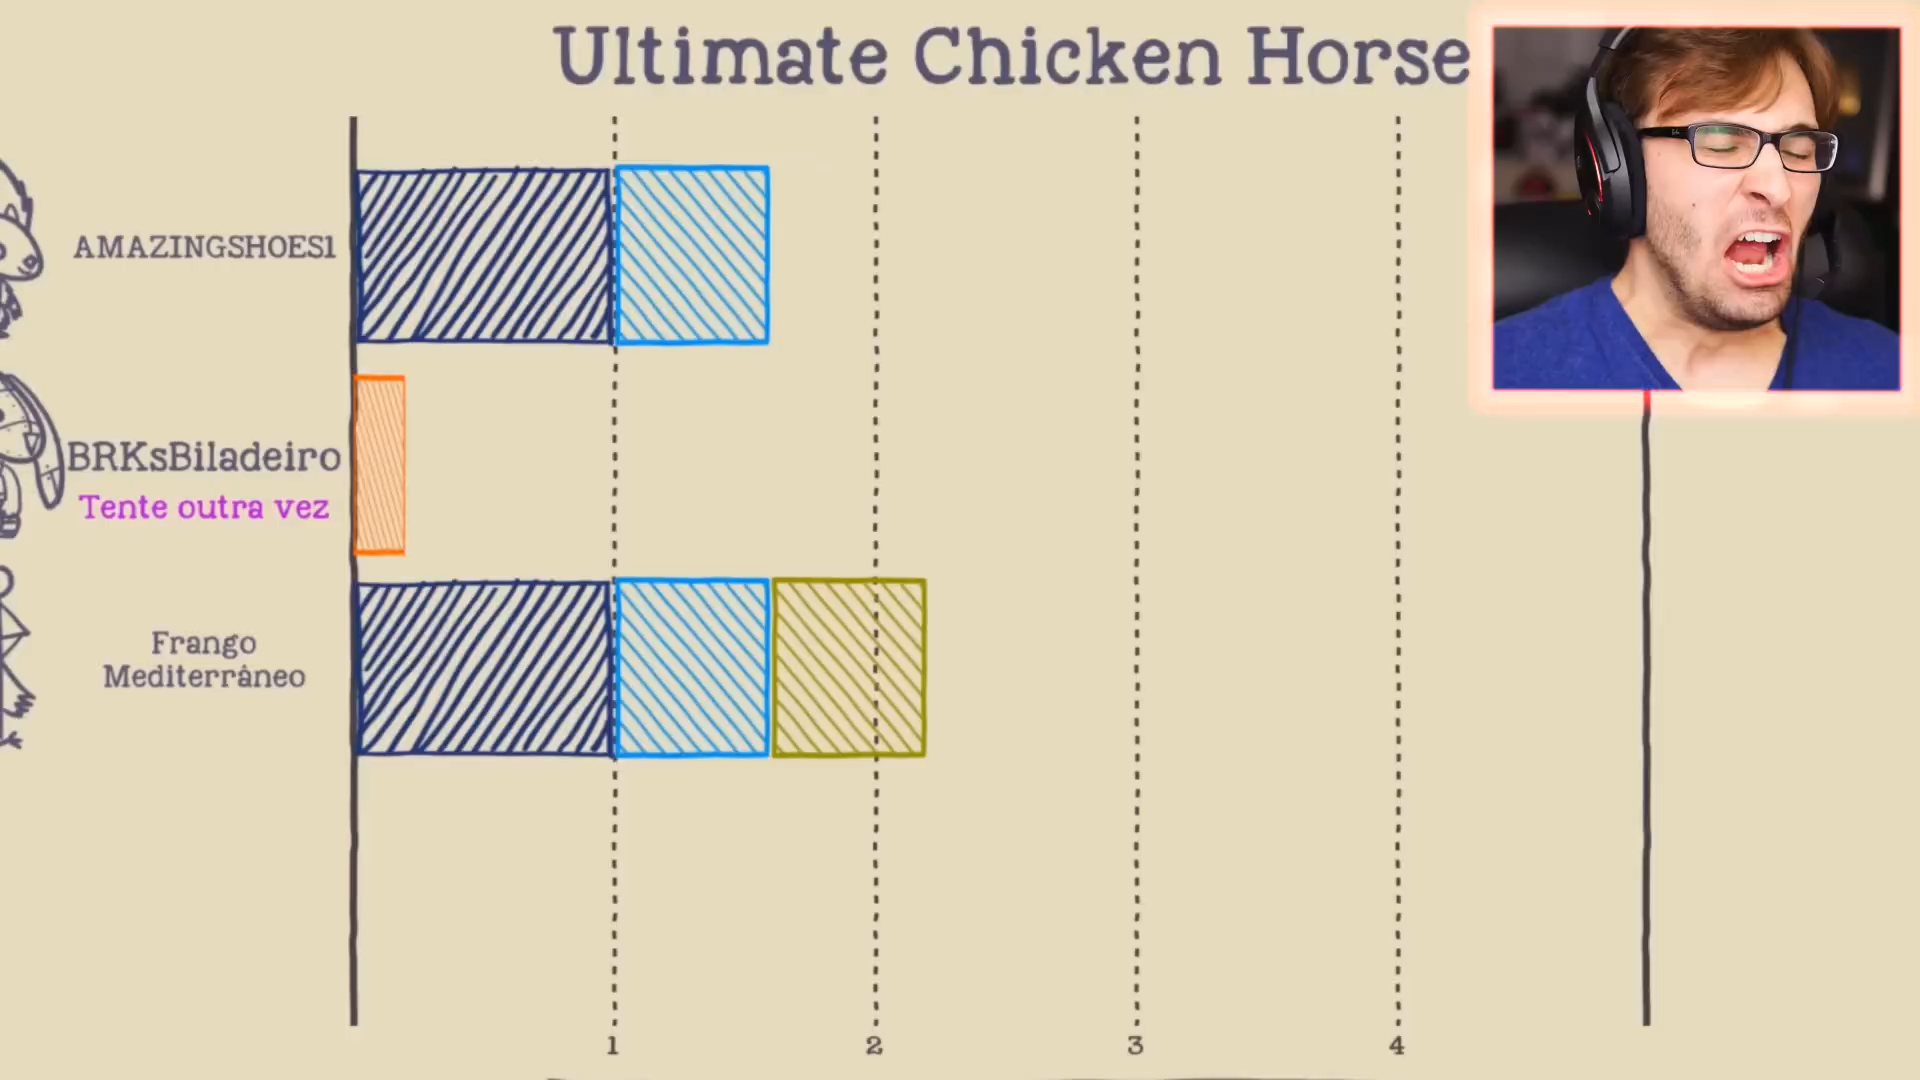 Ultimate Chicken Horse
AMAZINGSHOES1
BRKsBiladeiro
Tente outra vez
Frango
Mediterrâneo
1
2
3
4